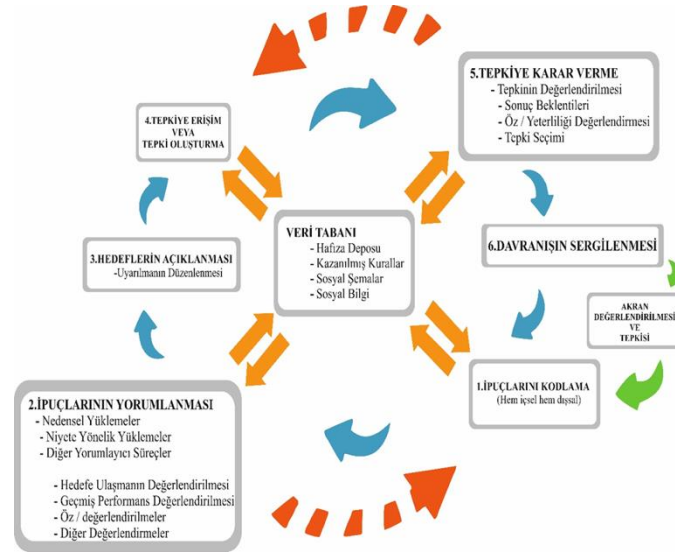 5.TEPKİYE KARAR VERME
- Tepkinin Değerlendirilmesi
- Sonuç Beklentileri
- Öz / Yeterliliği Değerlendirmesi
- Tepki Seçimi
4.TEPKİYE ERİŞİM
VEYA
TEPKİ OLUŞTURMA
VERİ TABANI
- Hafıza Deposu
- Kazanılmış Kurallar
- Sosyal Şemalar
- Sosyal Bilgi
3.HEDEFLERİN AÇIKLANMASI
-Uyarılmanın Düzenlenmesi
6.DAVRANIŞIN SERGİLENMESİ
AKRAN
DEĞERLENDİRİLMESİ
VE
TEPKİSİ
1.İPUÇLARINI KODLAMA
(Hem içsel hem dışsal)
2.İPUÇLARININ YORUMLANMASI
- Nedensel Yüklemeler
- Niyete Yönelik Yüklemeler
- Diğer Yorumlayıcı Süreçler
- Hedefe Ulaşmanın Değerlendirilmesi
- Geçmiş Performans Değerlendirilmesi
- Öz / değerlendirilmeler
- Diğer Değerlendirmeler